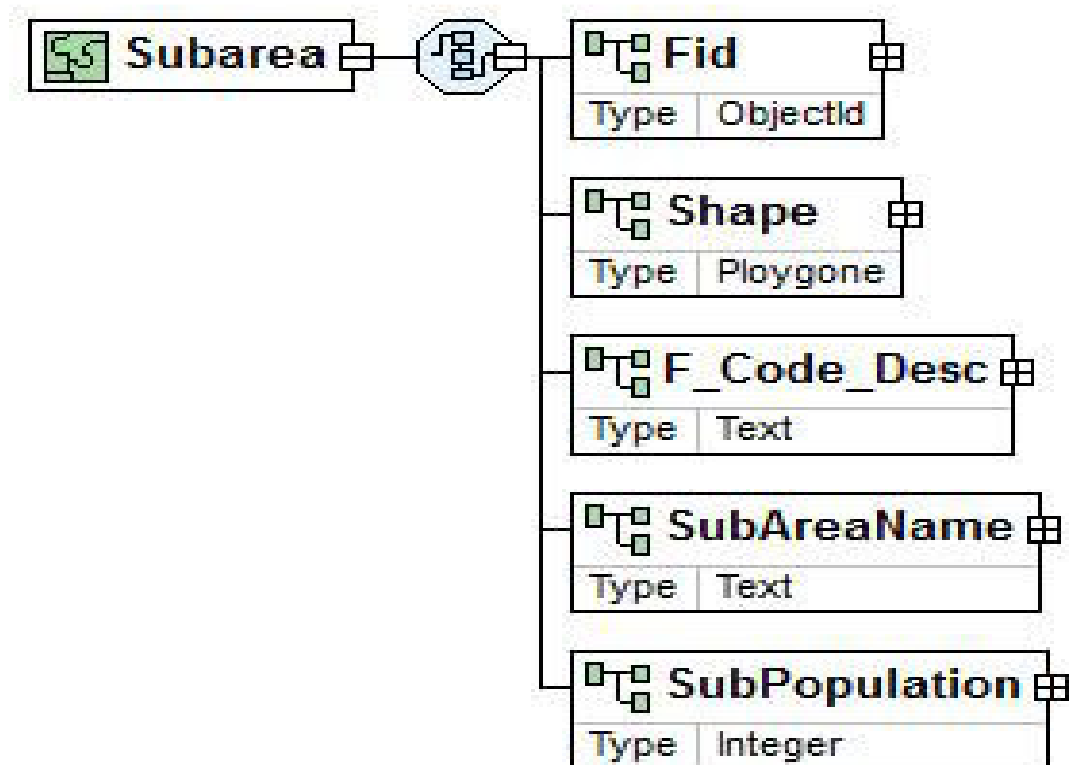 Subarea
Fid
Type ObjectId
Shape
Type Ploygone
F_Code_Desc
Type Text
SubAreaName
Type Text
SubPopulation
Type Integer